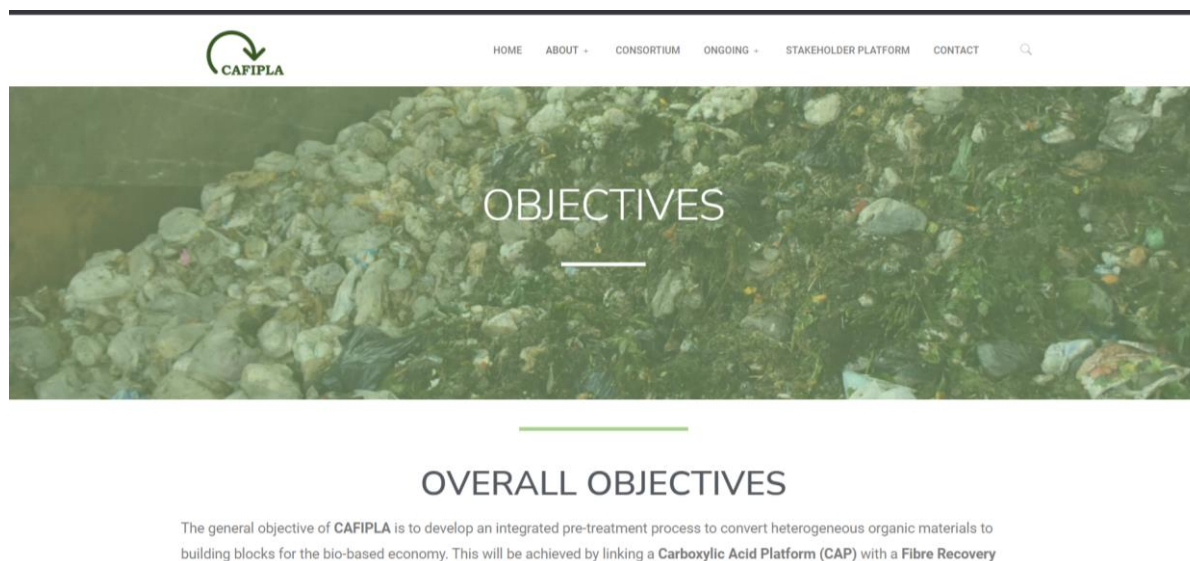 CAFIPLA
HOME ABOUT + CONSORTIUM ONGOING + STAKEHOLDER PLATFORM CONTACT
OBJECTIVES
OVERALL OBJECTIVES
The general objective of CAFIPLA is to develop an integrated pre-treatment process to convert heterogeneous organic materials to
building blocks for the bio-based economy. This will be achieved by linking a Carboxylic Acid Platform (CAP) with a Fibre Recovery